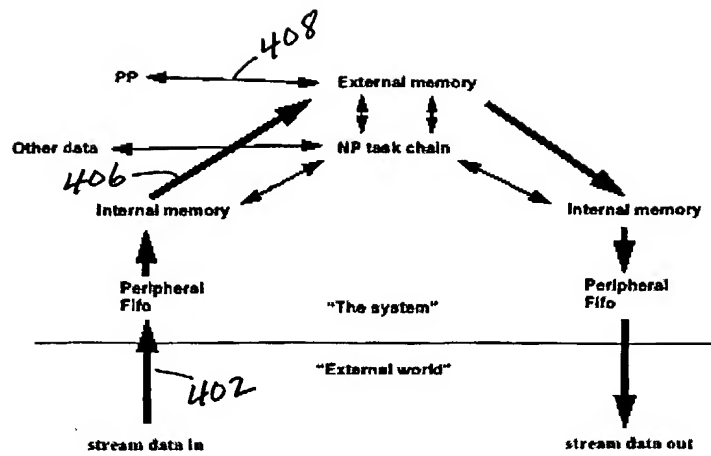 408
PP
External memory
Other data
NP task chain
406
Internal memory
Internal memory
Peripheral
Fifo
Peripheral
Fifo
"The system"
"External world"
402
stream data in
stream data out